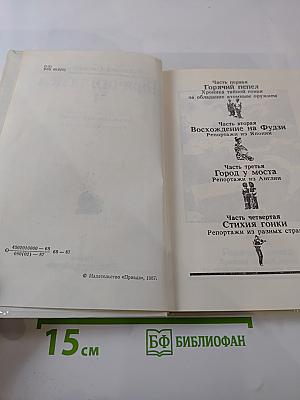 Часть первая
Горячий пепел
Хроника тайной гонки
за обладание атомным оружием
Часть вторая
Восхождение на Фудзи
Репортажи из Японии
Часть третья
Город у моста
Репортажи из Англии
Часть четвертая
Стихия гонки
Репортажи из разных стра
© Издательство «Правда», 1987.
15 см
БФ БИБЛИОФАН